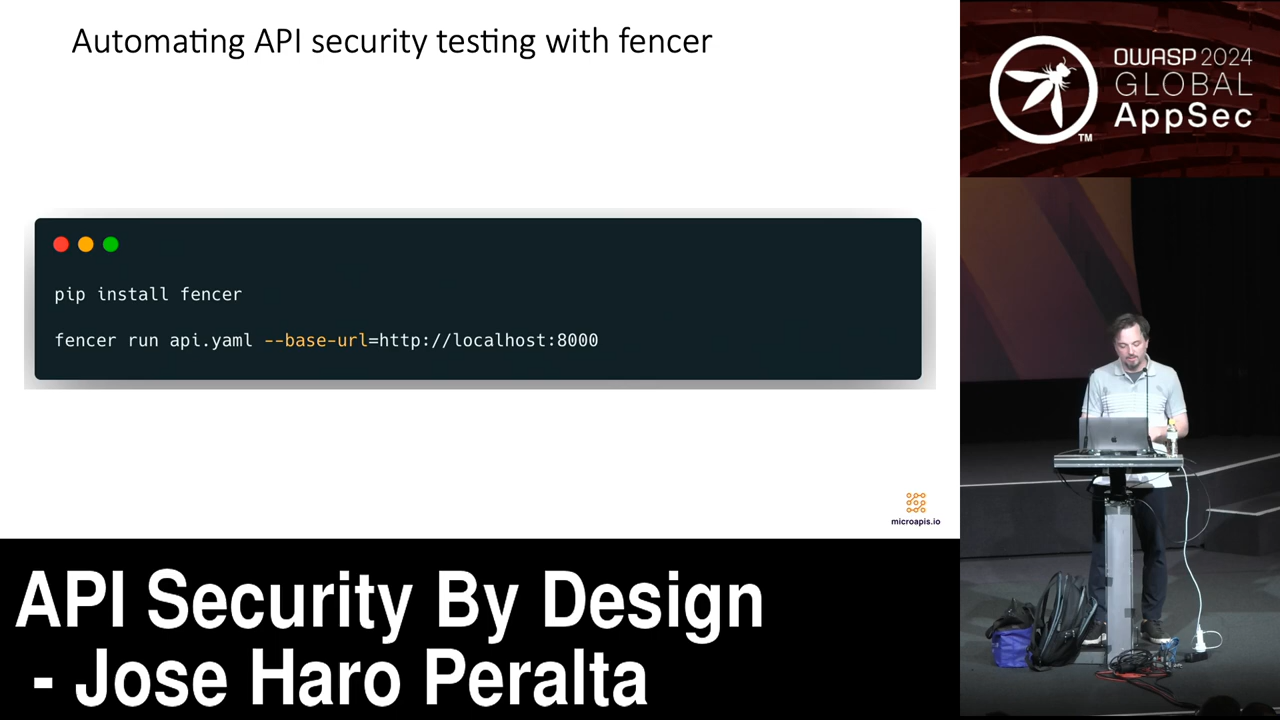 Automating API security testing with fencer
pip install fencer
fencer run api.yaml --base-url=http://localhost:8000
microapis.io
API Security By Design
- Jose Haro Peralta
OWASP 2024
GLOBAL
AppSec
TM